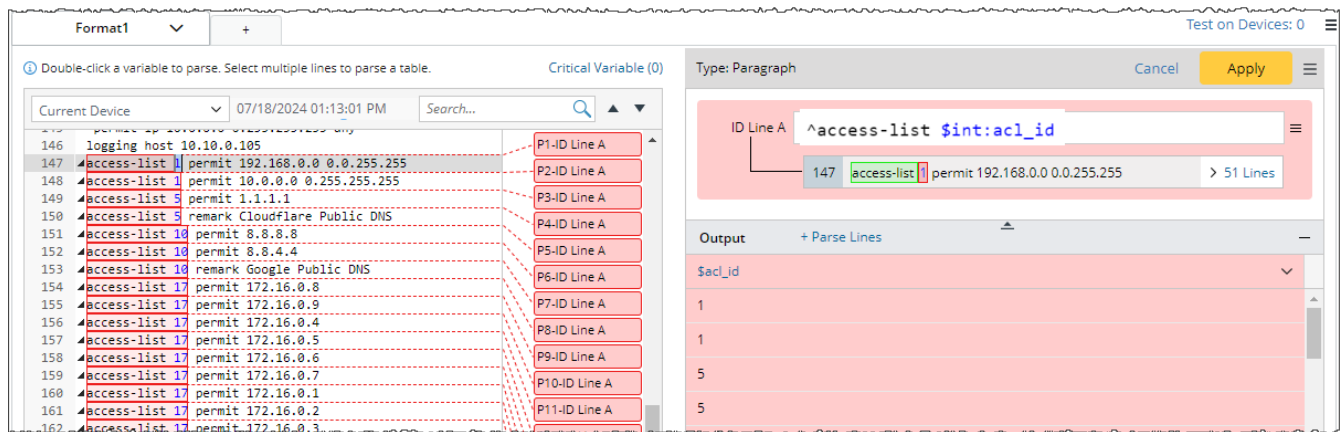 Format1
+
Test on Devices: 0
Double-click a variable to parse. Select multiple lines to parse a table.
Critical Variable (0)
Current Device
07/18/2024 01:13:01 PM
Search...
146 logging host 10.10.0.105
147 access-list 1 permit 192.168.0.0 0.0.255.255
148 access-list 1 permit 10.0.0.0 0.255.255.255
149 access-list 5 permit 1.1.1.1
150 access-list 5 remark Cloudflare Public DNS
151 access-list 10 permit 8.8.8.8
152 access-list 10 permit 8.8.4.4
153 access-list 10 remark Google Public DNS
154 access-list 17 permit 172.16.0.8
155 access-list 17 permit 172.16.0.9
156 access-list 17 permit 172.16.0.4
157 access-list 17 permit 172.16.0.5
158 access-list 17 permit 172.16.0.6
159 access-list 17 permit 172.16.0.7
160 access-list 17 permit 172.16.0.1
161 access-list 17 permit 172.16.0.2
162 access-list 17 permit 172.16.0.3
P1-ID Line A
P2-ID Line A
P3-ID Line A
P4-ID Line A
P5-ID Line A
P6-ID Line A
P7-ID Line A
P8-ID Line A
P9-ID Line A
P10-ID Line A
P11-ID Line A
Type: Paragraph
Cancel
Apply
ID Line A
^access-list $int:acl_id
147 access-list 1 permit 192.168.0.0 0.0.255.255
> 51 Lines
Output
+ Parse Lines
$acl_id
1
1
5
5